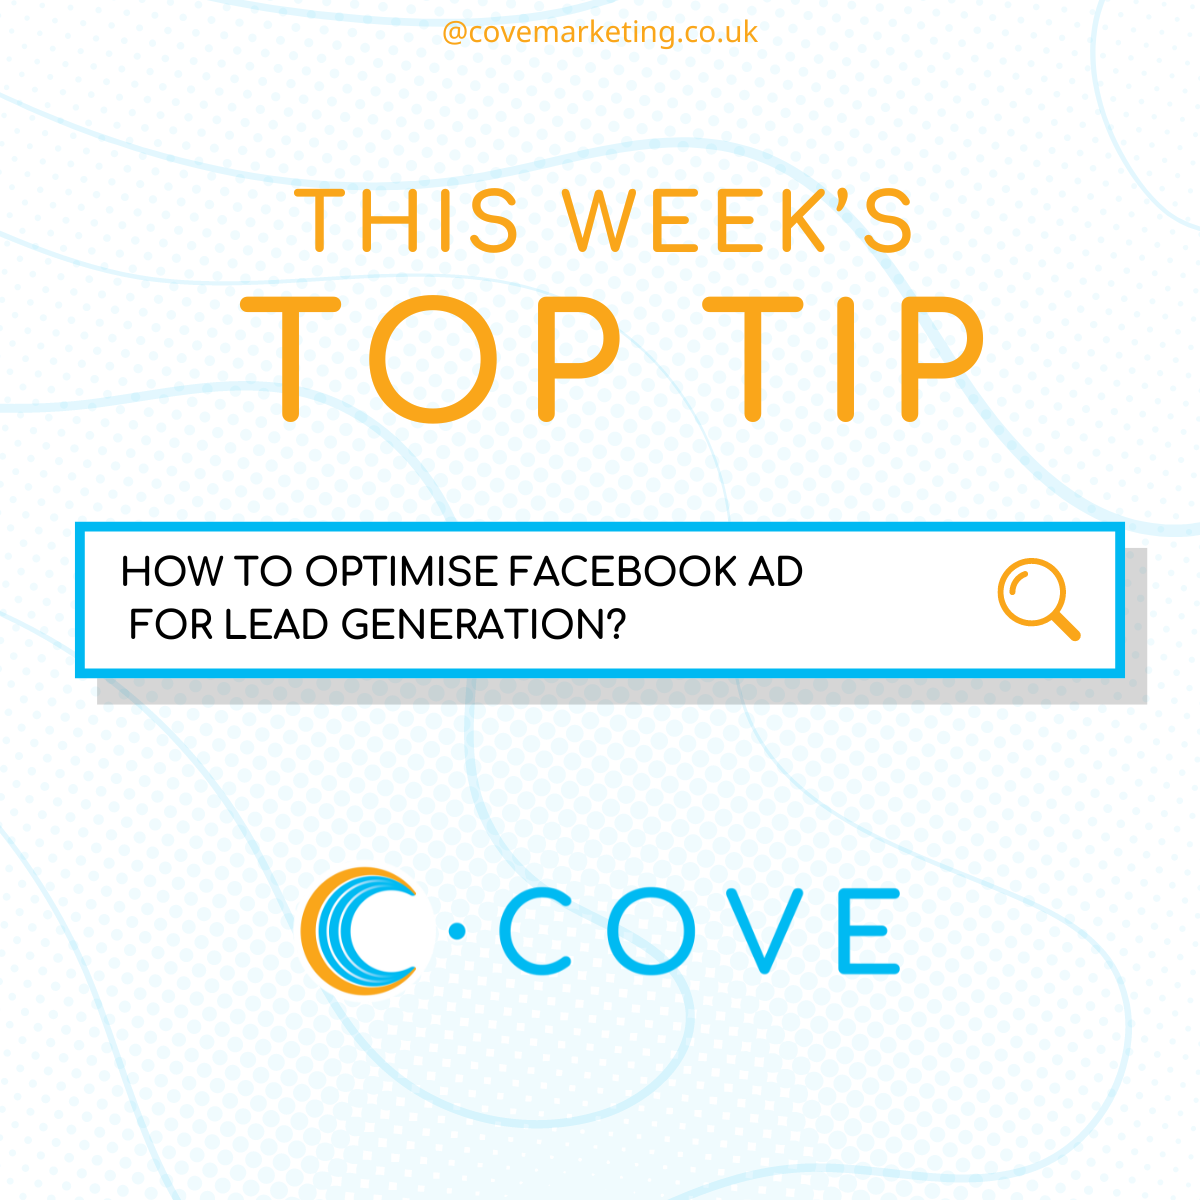 @covemarketing.co.uk
THIS WEEK’S
TOP TIP
HOW TO OPTIMISE FACEBOOK AD
FOR LEAD GENERATION?
COVE